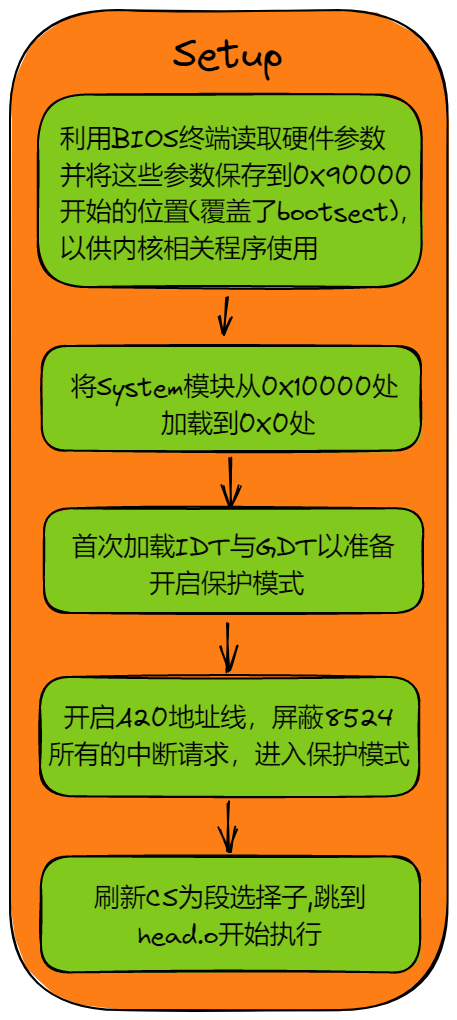 Setup
利用BIOS终端读取硬件参数
并将这些参数保存到0x90000
开始的位置(覆盖了bootsect),
以供内核相关程序使用
将System模块从0x10000处
加载到0x0处
首次加载IDT与GDT以准备
开启保护模式
开启A20地址线，屏蔽8524
所有的中断请求，进入保护模式
刷新CS为段选择子,跳到
head.o开始执行